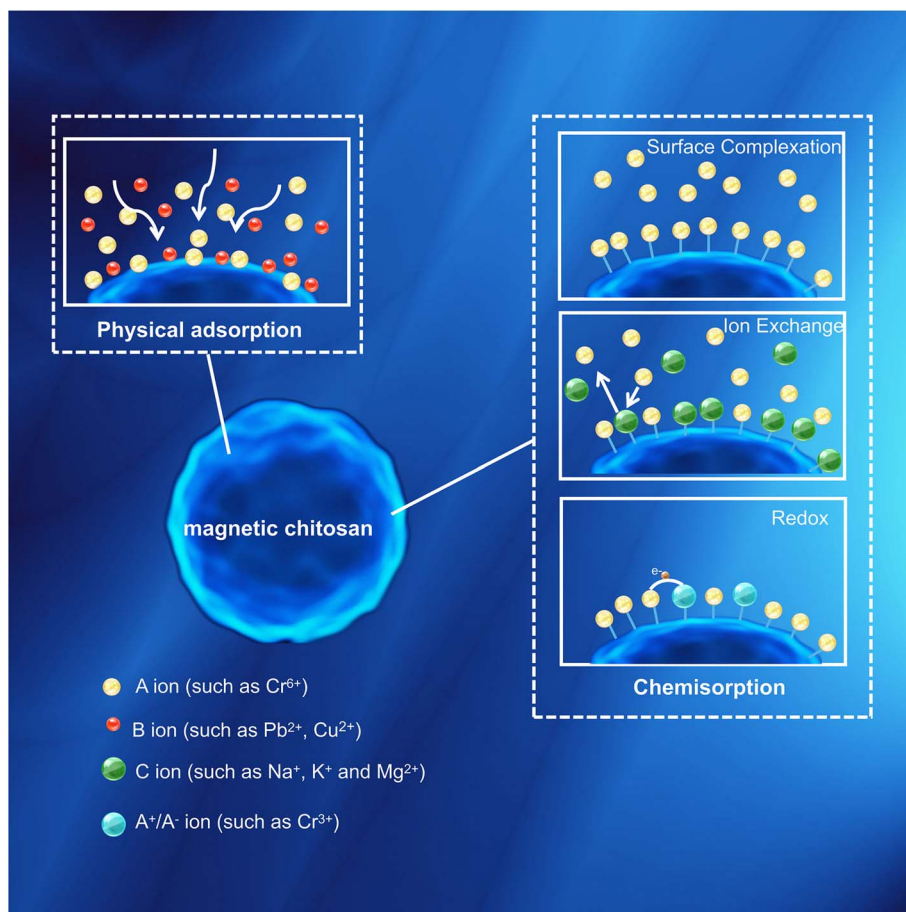 Physical adsorption
Surface Complexation
Ion Exchange
Redox
e-
Chemisorption
magnetic chitosan
A ion (such as Cr⁶⁺)
B ion (such as Pb²⁺, Cu²⁺)
C ion (such as Na⁺, K⁺ and Mg²⁺)
A⁺/A⁻ ion (such as Cr³⁺)